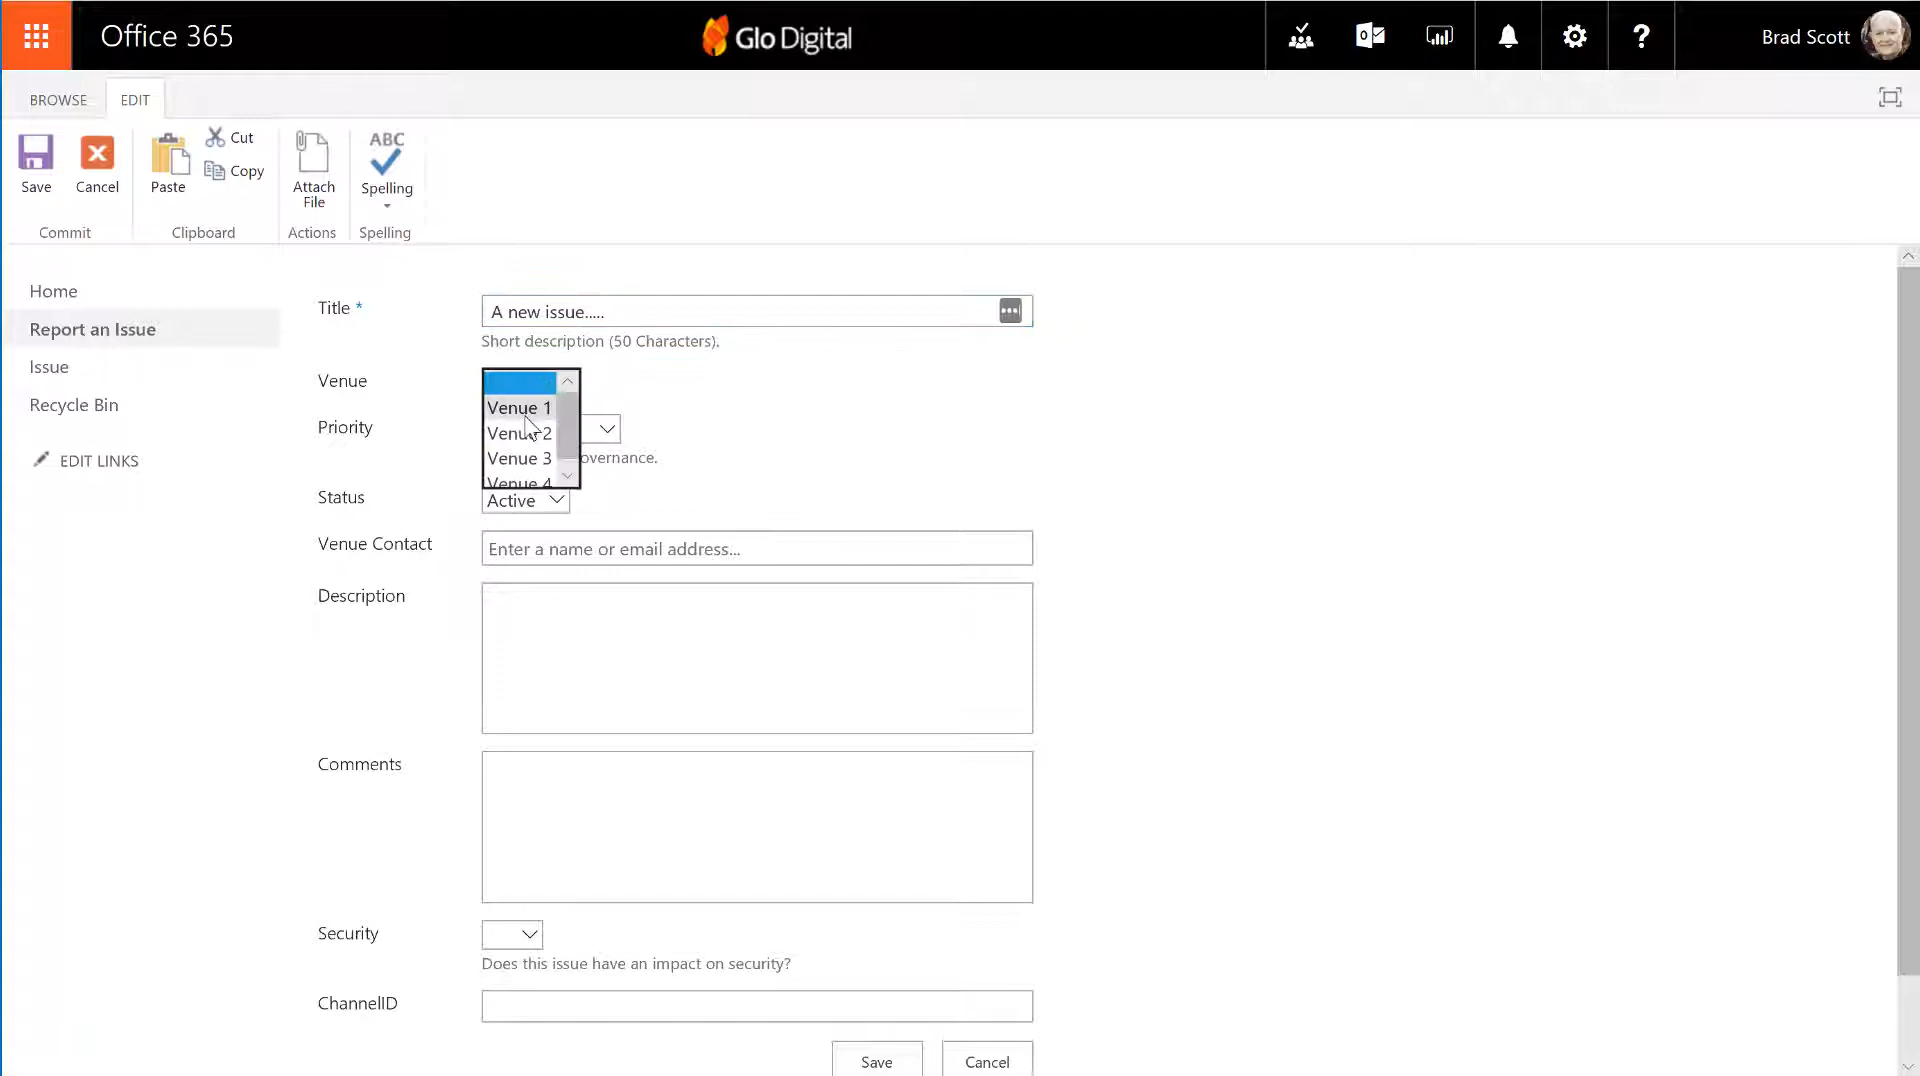 Office 365
Glo Digital
Brad Scott
BROWSE
EDIT
Save
Cancel
Paste
Cut
Copy
Attach
File
ABC
Spelling
Commit
Clipboard
Actions
Spelling
Home
Report an Issue
Issue
Recycle Bin
EDIT LINKS
Title *
A new issue.....
Short description (50 Characters).
Venue
Venue 1
Venue 2
Venue 3
Venue 4
Priority
overnance.
Status
Active
Venue Contact
Enter a name or email address...
Description
Comments
Security
Does this issue have an impact on security?
ChannelID
Save
Cancel